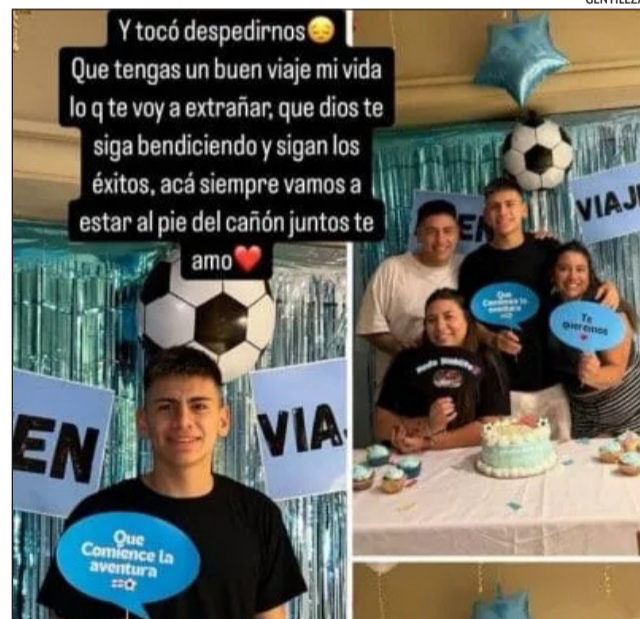 GENTILEZA
Y tocó despedirnos😔
Que tengas un buen viaje mi vida
lo q te voy a extrañar, que dios te
siga bendiciendo y sigan los
éxitos, acá siempre vamos a
estar al pie del cañón juntos te
amo❤️
EN
VIAJ
Que
Comience la
aventura
Te
queremos
EN
VIA
Que
Comience la
aventura